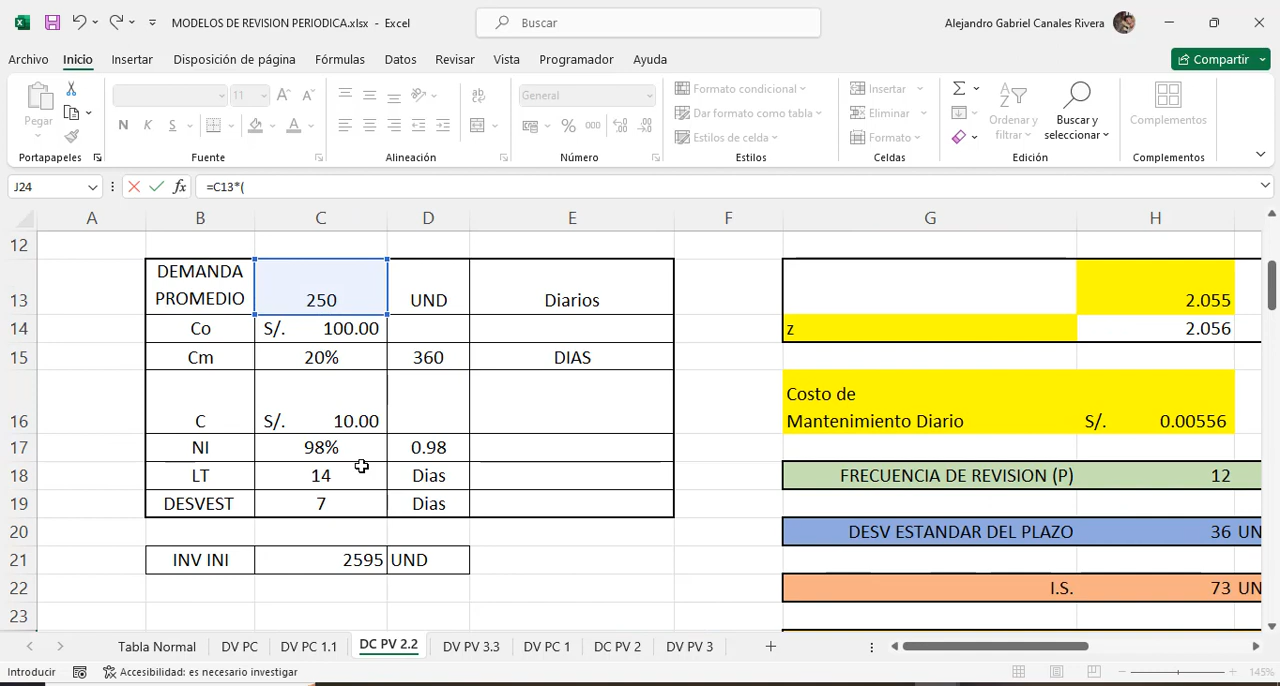 MODELOS DE REVISION PERIODICA.xlsx - Excel
Buscar
Alejandro Gabriel Canales Rivera
Archivo Inicio Insertar Disposición de página Fórmulas Datos Revisar Vista Programador Ayuda
Compartir
Pegar
11
N K S
A A
ab
General
% 000
Formato condicional
Dar formato como tabla
Estilos de celda
Insertar
Eliminar
Formato
Ordenar y filtrar
Buscar y seleccionar
Complementos
Portapapeles Fuente Alineación Número Estilos Celdas Edición Complementos
J24 fx =C13*(
A B C D E F G H
12
13 DEMANDA PROMEDIO 250 UND Diarios 2.055
14 Co S/. 100.00 z 2.056
15 Cm 20% 360 DIAS
16 C S/. 10.00 Costo de Mantenimiento Diario S/. 0.00556
17 NI 98% 0.98
18 LT 14 Dias FRECUENCIA DE REVISION (P) 12
19 DESVEST 7 Dias
20 DESV ESTANDAR DEL PLAZO 36 UN
21 INV INI 2595 UND
22 I.S. 73 UN
23
Tabla Normal DV PC DV PC 1.1 DC PV 2.2 DV PV 3.3 DV PC 1 DC PV 2 DV PV 3
Introducir Accesibilidad: es necesario investigar 145%